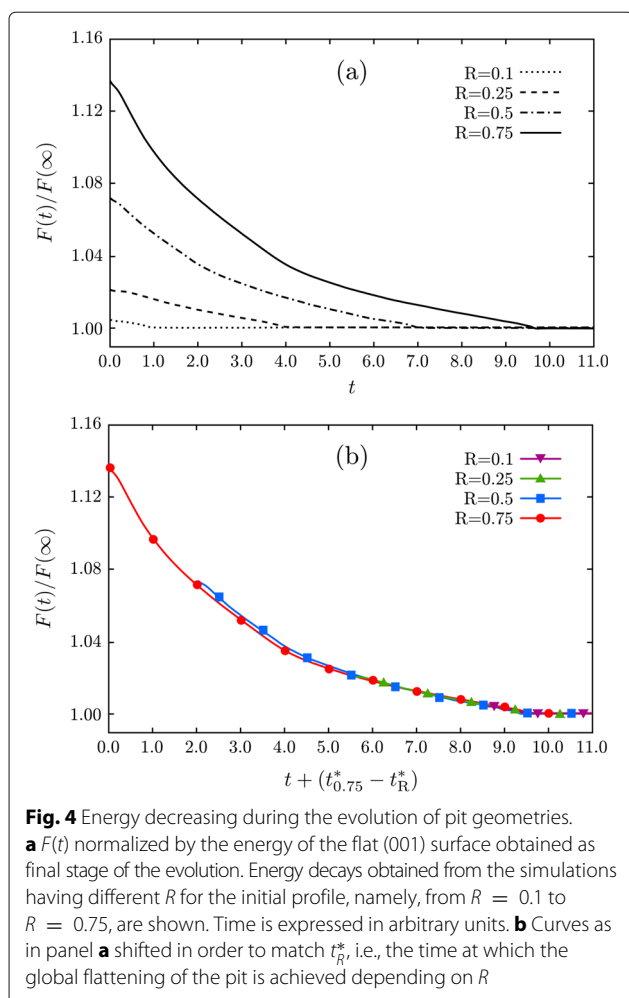 1.16
1.12
1.08
1.04
1.00
F(t)/F(∞)
(a)
R=0.1
R=0.25
R=0.5
R=0.75
0.0 1.0 2.0 3.0 4.0 5.0 6.0 7.0 8.0 9.0 10.0 11.0
t
1.16
1.12
1.08
1.04
1.00
F(t)/F(∞)
(b)
R=0.1
R=0.25
R=0.5
R=0.75
0.0 1.0 2.0 3.0 4.0 5.0 6.0 7.0 8.0 9.0 10.0 11.0
t + (t*0.75 − t*R)
Fig. 4 Energy decreasing during the evolution of pit geometries.
a F(t) normalized by the energy of the flat (001) surface obtained as
final stage of the evolution. Energy decays obtained from the simulations
having different R for the initial profile, namely, from R = 0.1 to
R = 0.75, are shown. Time is expressed in arbitrary units. b Curves as
in panel a shifted in order to match t*R, i.e., the time at which the
global flattening of the pit is achieved depending on R